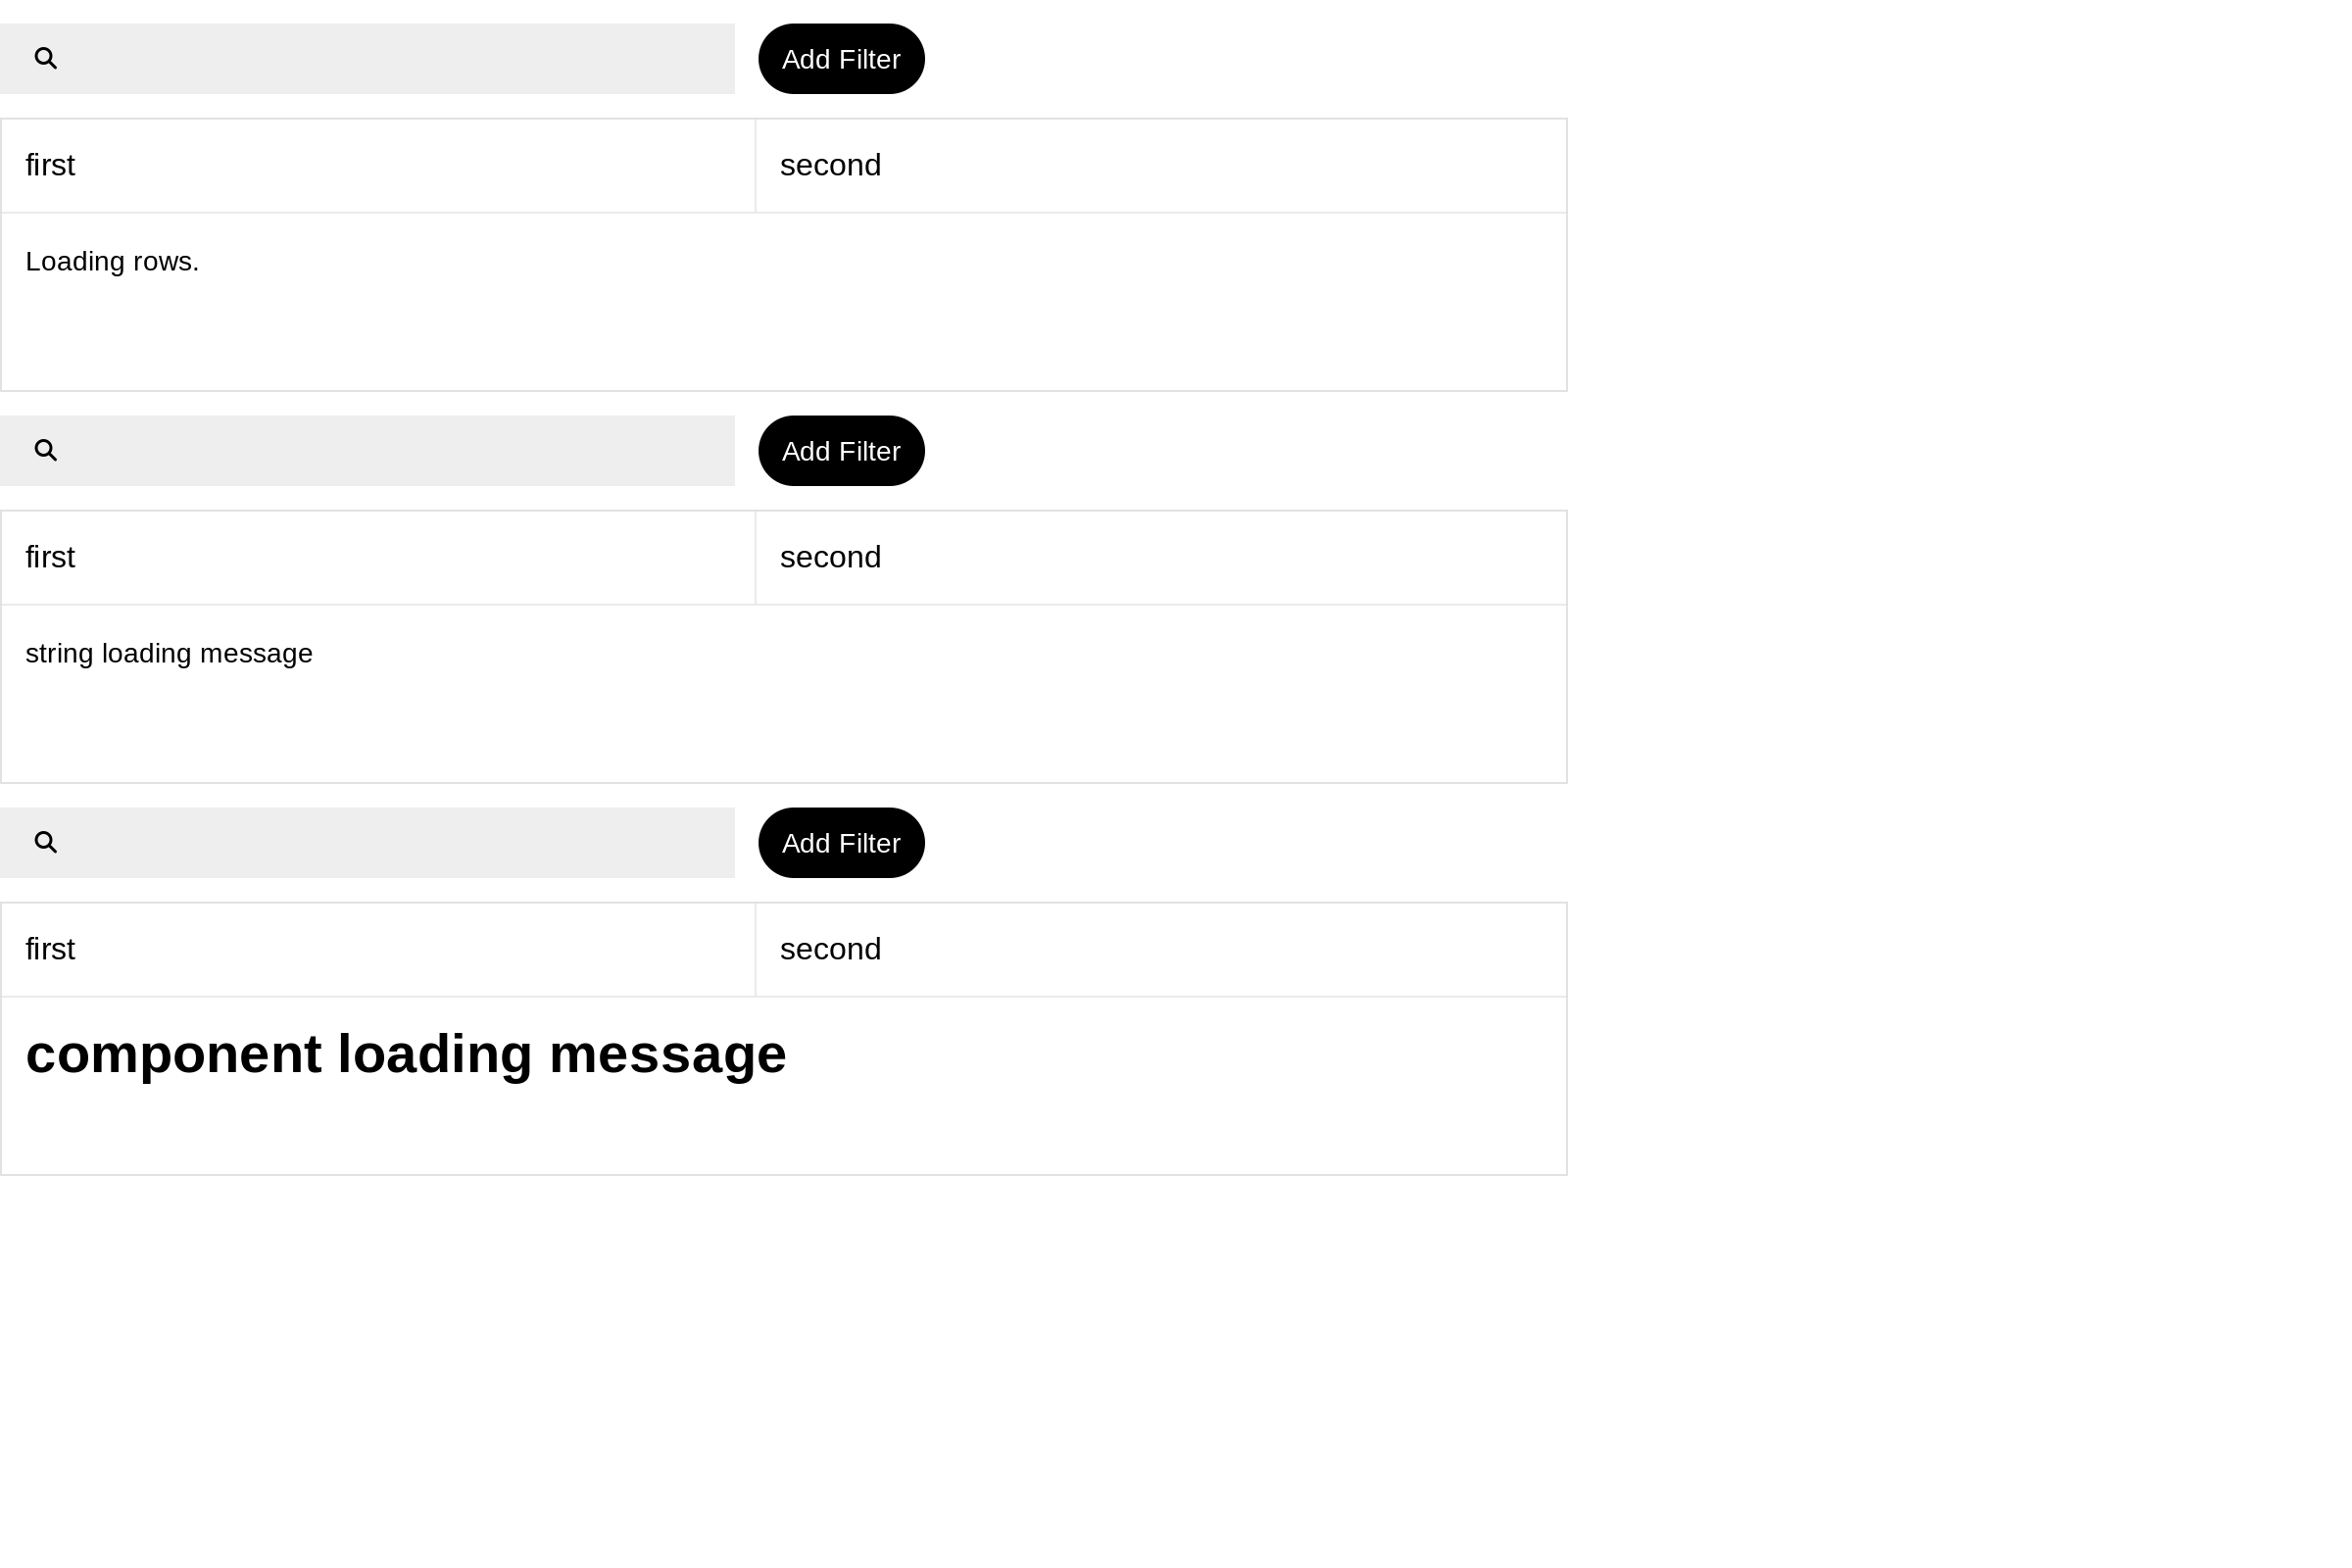 Add Filter
first second
Loading rows.
Add Filter
first second
string loading message
Add Filter
first second
component loading message